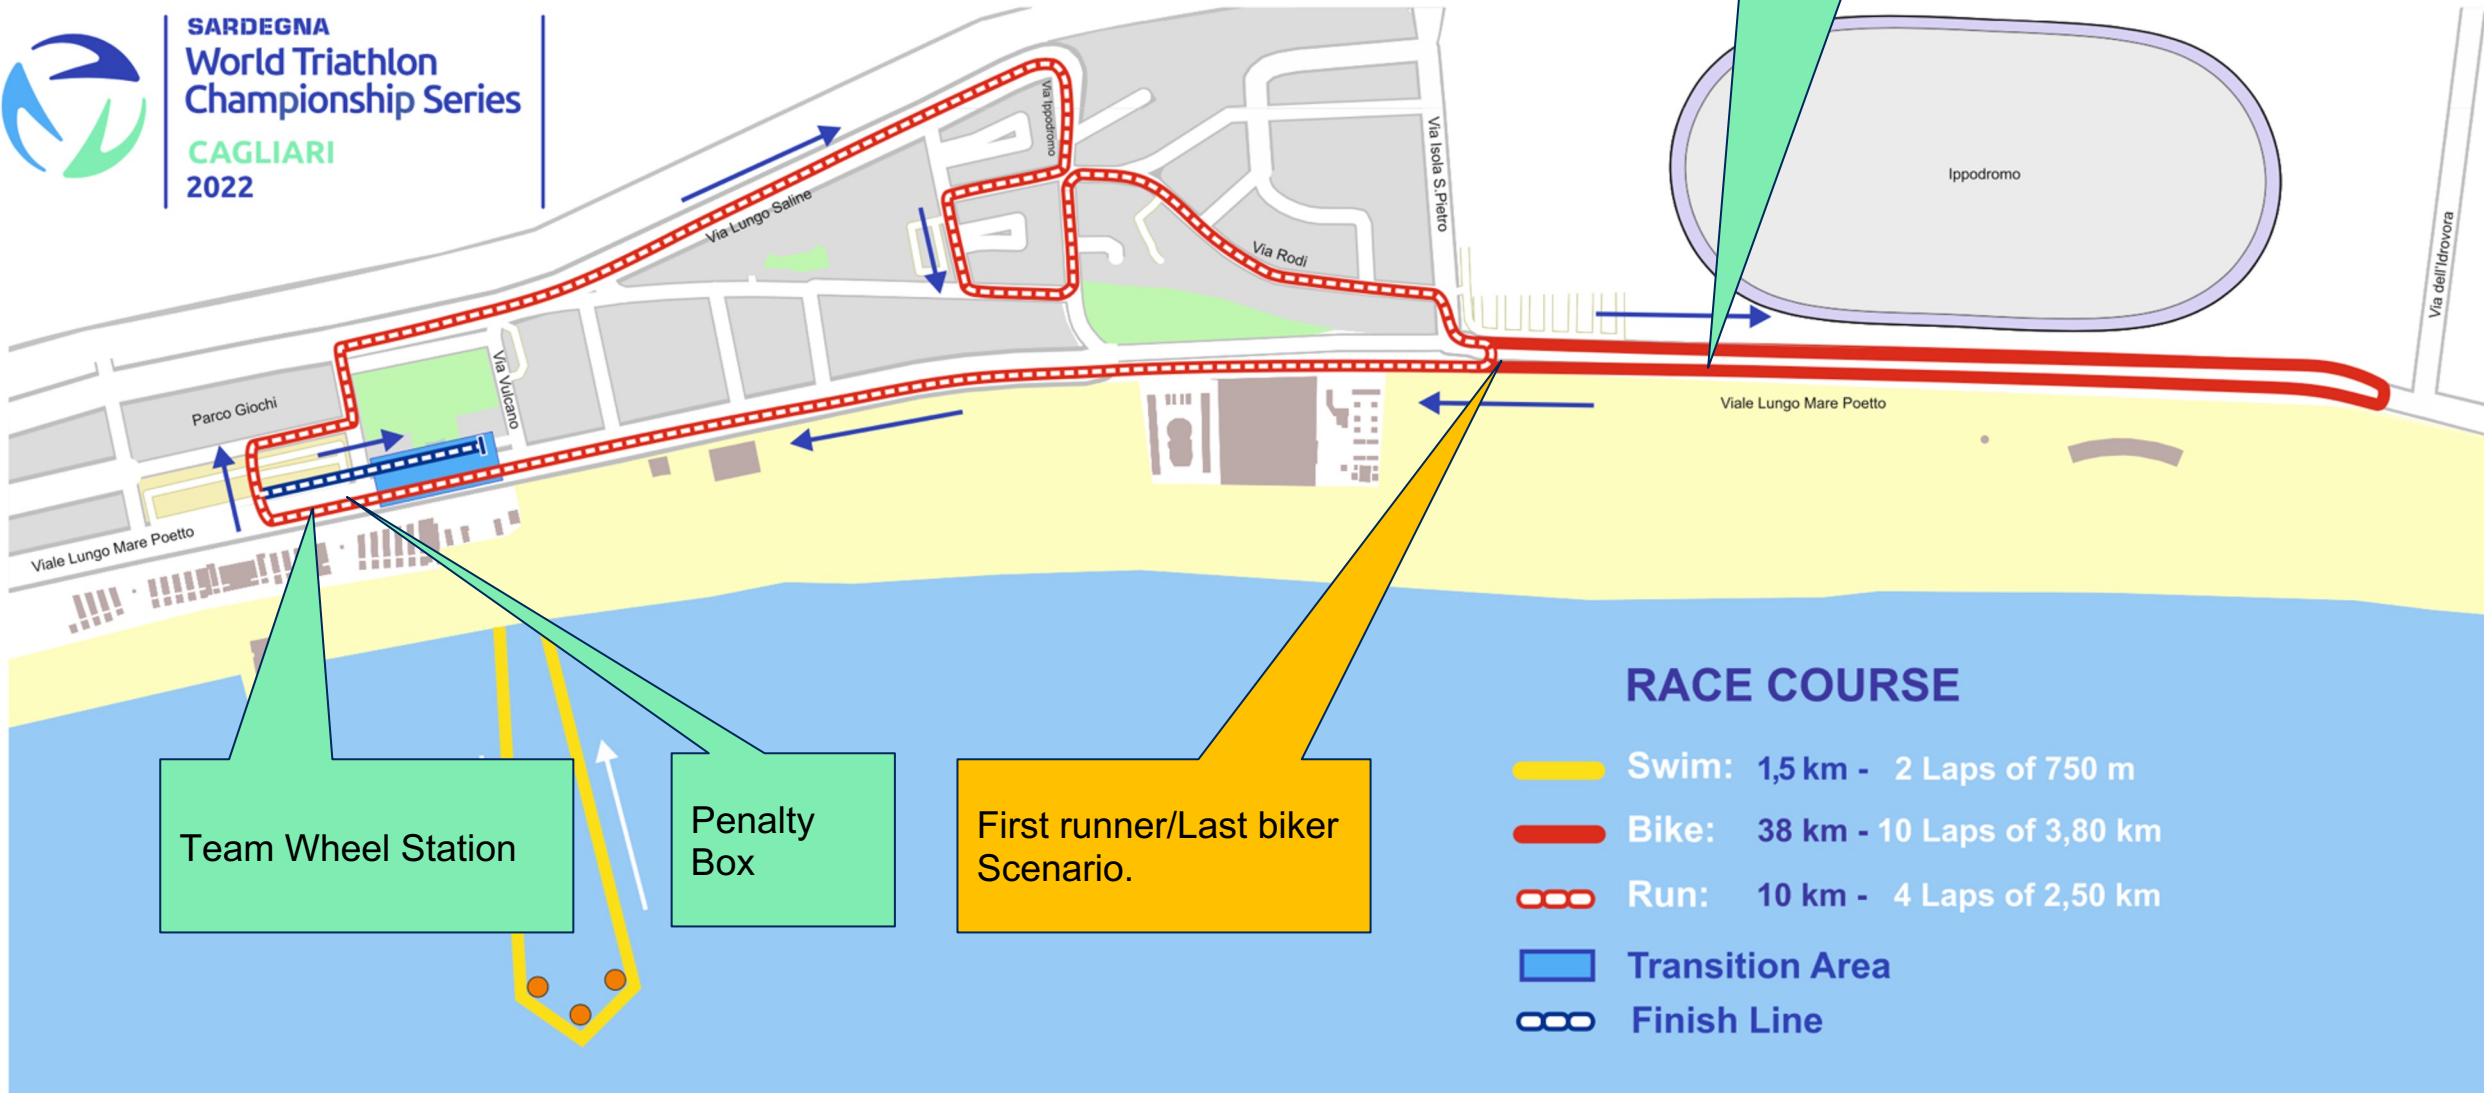 SARDEGNA
World Triathlon
Championship Series
CAGLIARI
2022
Via Ippodromo
Via Lungo Saline
Via Isola S.Pietro
Ippodromo
Via dell'Idrovora
Via Rodi
Via Vulcano
Parco Giochi
Viale Lungo Mare Poetto
Viale Lungo Mare Poetto
Team Wheel Station
Penalty
Box
First runner/Last biker
Scenario.
RACE COURSE
Swim: 1,5 km - 2 Laps of 750 m
Bike: 38 km - 10 Laps of 3,80 km
Run: 10 km - 4 Laps of 2,50 km
Transition Area
Finish Line